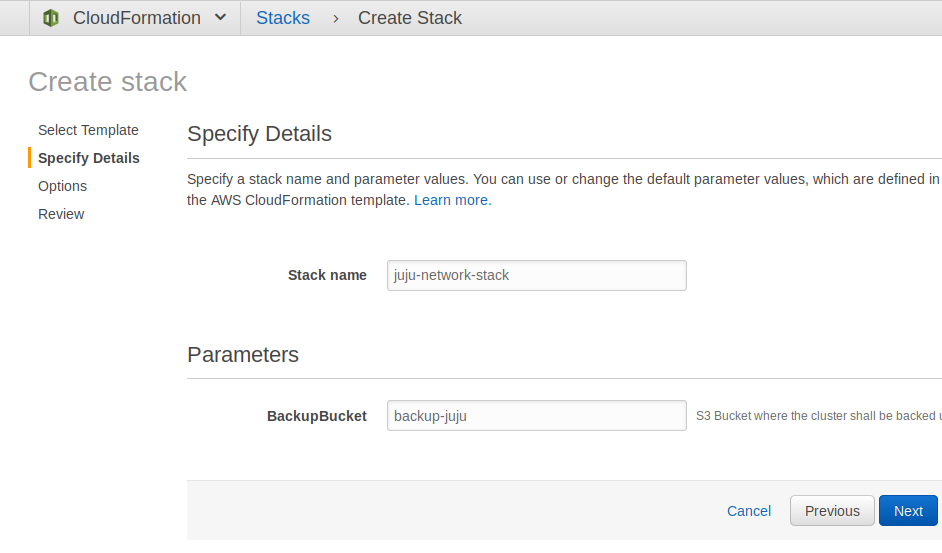 CloudFormation Stacks › Create Stack
Create stack
Select Template
Specify Details
Options
Review
Specify Details
Specify a stack name and parameter values. You can use or change the default parameter values, which are defined in
the AWS CloudFormation template. Learn more.
Stack name juju-network-stack
Parameters
BackupBucket backup-juju S3 Bucket where the cluster shall be backed
Cancel Previous Next